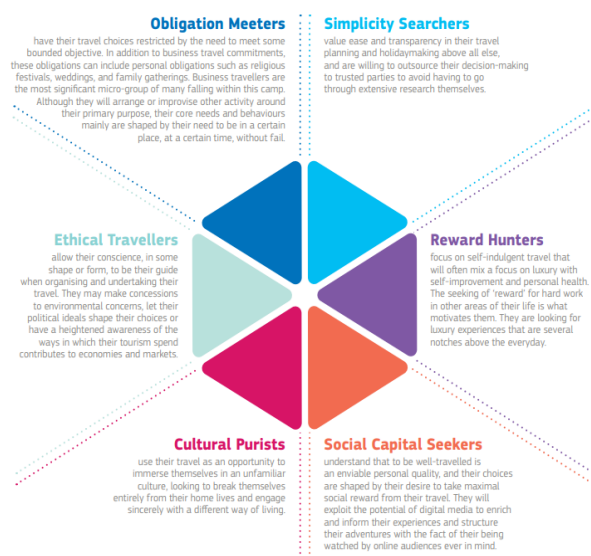 Obligation Meeters
have their travel choices restricted by the need to meet some
bounded objective. In addition to business travel commitments,
these obligations can include personal obligations such as religious
festivals, weddings, and family gatherings. Business travellers are
the most significant micro-group of many falling within this camp.
Although they will arrange or improvise other activity around
their primary purpose, their core needs and behaviours
mainly are shaped by their need to be in a certain
place, at a certain time, without fail.
Simplicity Searchers
value ease and transparency in their travel
planning and holidaymaking above all else,
and are willing to outsource their decision-making
to trusted parties to avoid having to go
through extensive research themselves.
Ethical Travellers
allow their conscience, in some
shape or form, to be their guide
when organising and undertaking their
travel. They may make concessions
to environmental concerns, let their
political ideals shape their choices or
have a heightened awareness of the
ways in which their tourism spend
contributes to economies and markets.
Reward Hunters
focus on self-indulgent travel that
will often mix a focus on luxury with
self-improvement and personal health.
The seeking of 'reward' for hard work
in other areas of their life is what
motivates them. They are looking for
luxury experiences that are several
notches above the everyday.
Cultural Purists
use their travel as an opportunity to
immerse themselves in an unfamiliar
culture, looking to break themselves
entirely from their home lives and engage
sincerely with a different way of living.
Social Capital Seekers
understand that to be well-travelled is
an enviable personal quality, and their choices
are shaped by their desire to take maximal
social reward from their travel. They will
exploit the potential of digital media to enrich
and inform their experiences and structure
their adventures with the fact of their being
watched by online audiences ever in mind.